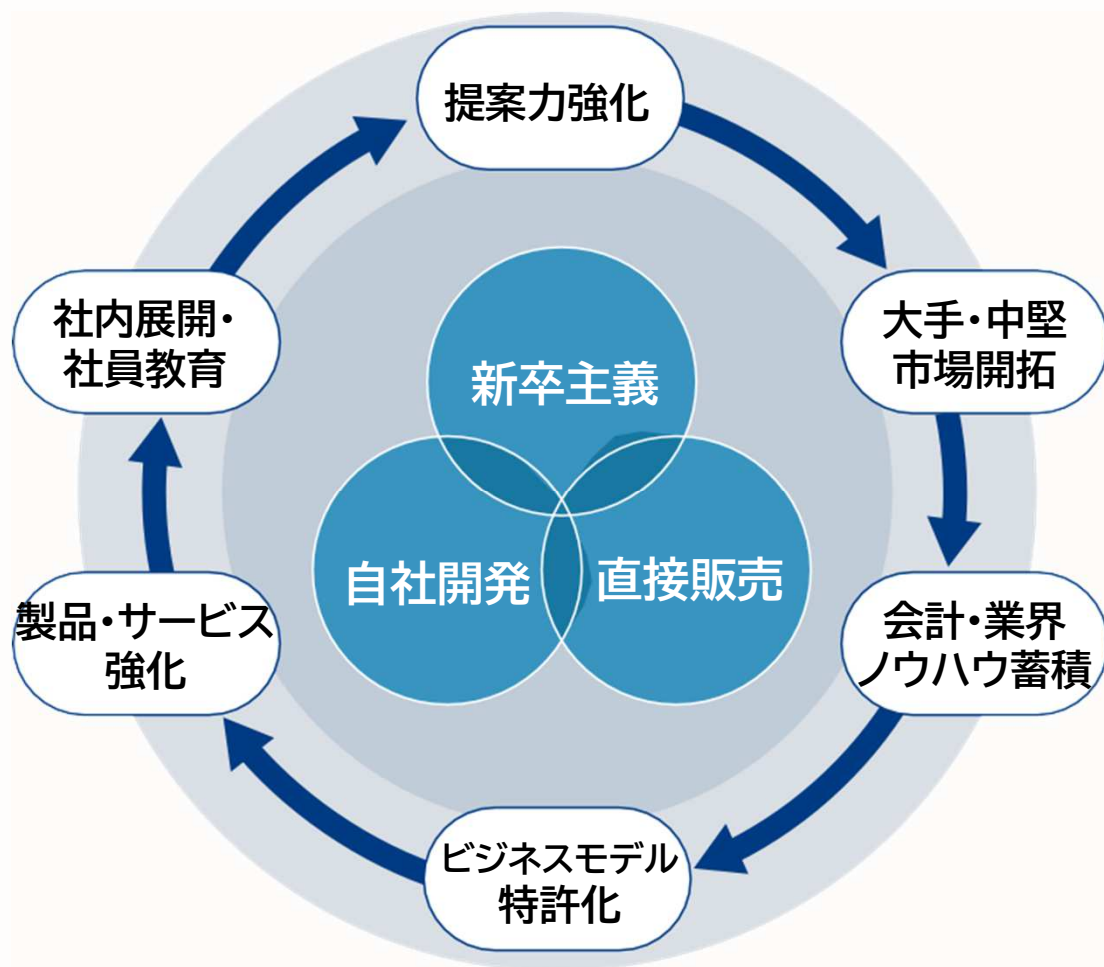 提案力強化
大手・中堅
市場開拓
会計・業界
ノウハウ蓄積
ビジネスモデル
特許化
製品・サービス
強化
社内展開・
社員教育
新卒主義
自社開発
直接販売